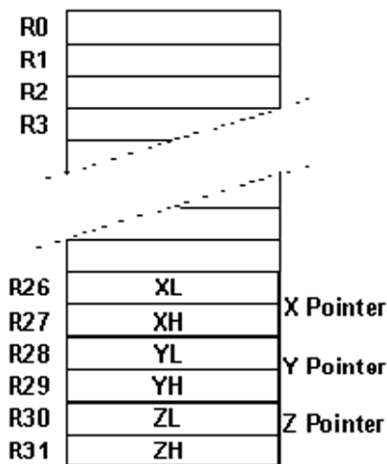 R0
R1
R2
R3
R26 XL
X Pointer
R27 XH
R28 YL
Y Pointer
R29 YH
R30 ZL
Z Pointer
R31 ZH